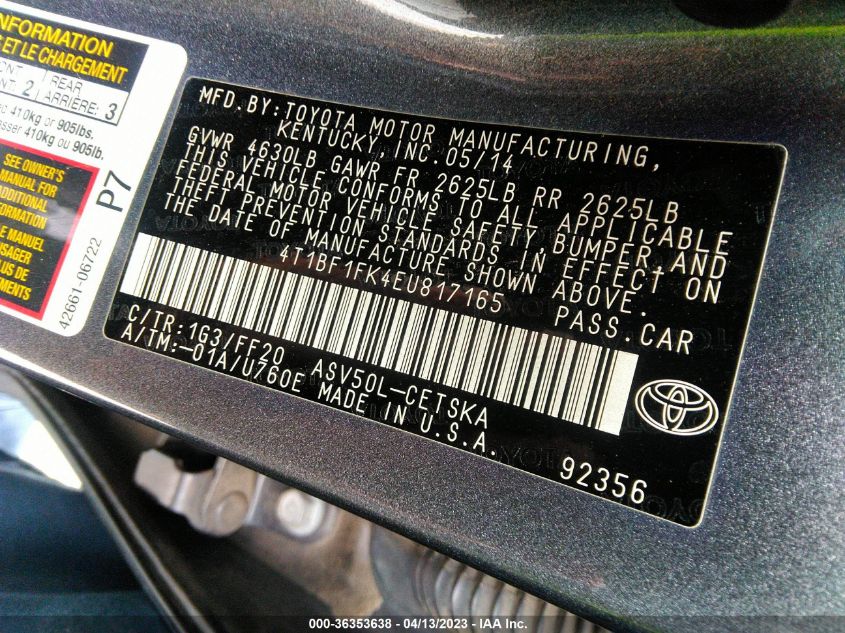 INFORMATION
ET LE CHARGEMENT
2
REAR
ARRIÈRE: 3
410kg or 905lbs.
410kg ou 905lb.
SEE OWNER'S
MANUAL FOR
ADDITIONAL
INFORMATION
LE MANUEL
PLUS DE
P7
42661-06722
MFD.BY:TOYOTA MOTOR MANUFACTURING,
KENTUCKY, INC.05/14
GVWR 4630LB GAWR FR 2625LB RR 2625LB
THIS VEHICLE CONFORMS TO ALL APPLICABLE
FEDERAL MOTOR VEHICLE SAFETY,BUMPER,AND
THEFT PREVENTION STANDARDS IN EFFECT ON
THE DATE OF MANUFACTURE SHOWN ABOVE.
4T1BF1FK4EU817165 PASS.CAR
C/TR:1G3/FF20 ASV50L-CETSKA
A/TM:-01A/U760E MADE IN U.S.A.
92356
TOYOTA
000-36353638 - 04/13/2023 - IAA Inc.